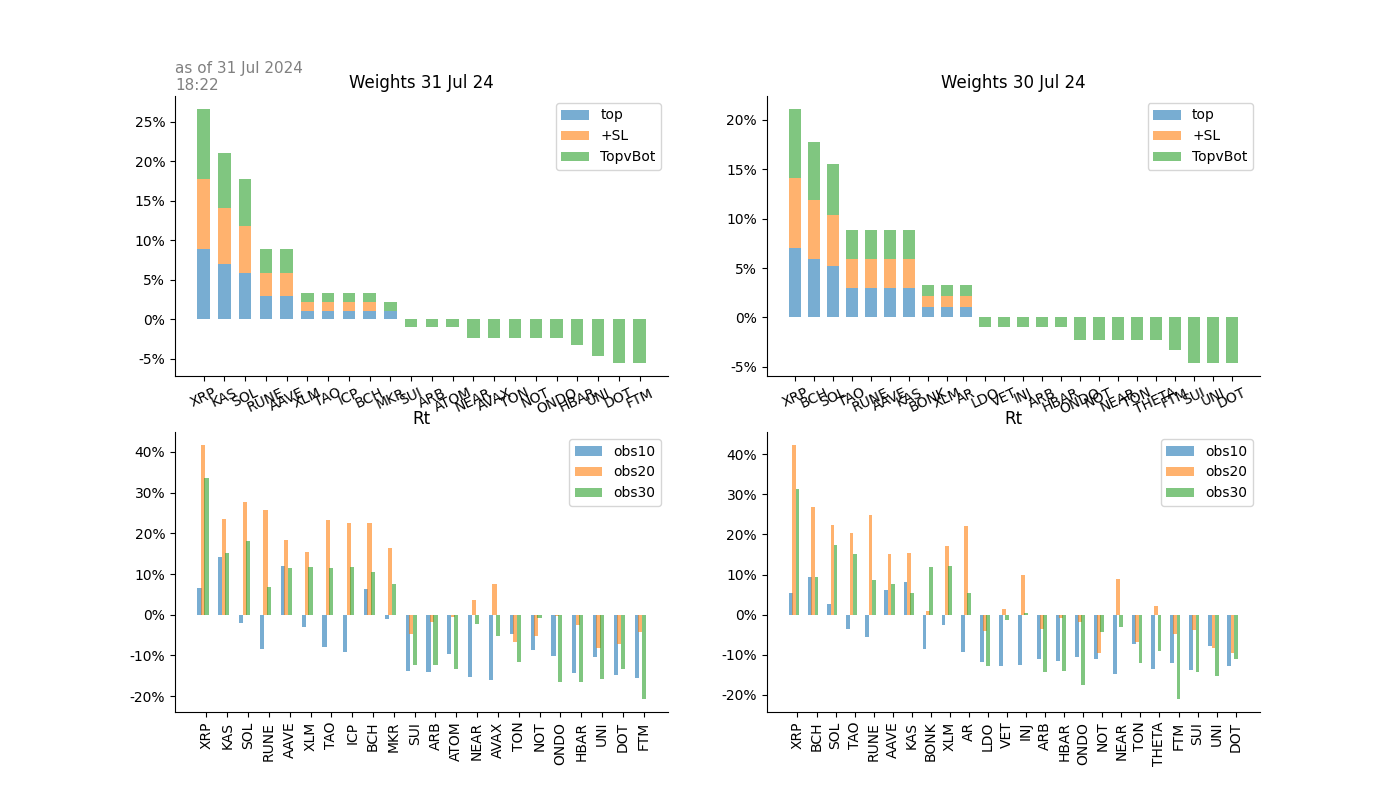 as of 31 Jul 2024
18:22
Weights 31 Jul 24
25%
20%
15%
10%
5%
0%
-5%
top
+SL
TopvBot
XRP KAS SOL RUNE AAVE XLM TAO ICP BCH MKR SUI ARB ATOM NEAR AVAX TON NOT ONDO HBAR UNI DOT FTM
Weights 30 Jul 24
20%
15%
10%
5%
0%
-5%
top
+SL
TopvBot
XRP BCH SOL TAO RUNE AAVE KAS BONK XLM AR LDO VET INJ ARB HBAR ONDO NOT NEAR TON THETA FTM SUI UNI DOT
Rt
40%
30%
20%
10%
0%
-10%
-20%
obs10
obs20
obs30
XRP KAS SOL RUNE AAVE XLM TAO ICP BCH MKR SUI ARB ATOM NEAR AVAX TON NOT ONDO HBAR UNI DOT FTM
Rt
40%
30%
20%
10%
0%
-10%
-20%
obs10
obs20
obs30
XRP BCH SOL TAO RUNE AAVE KAS BONK XLM AR LDO VET INJ ARB HBAR ONDO NOT NEAR TON THETA FTM SUI UNI DOT